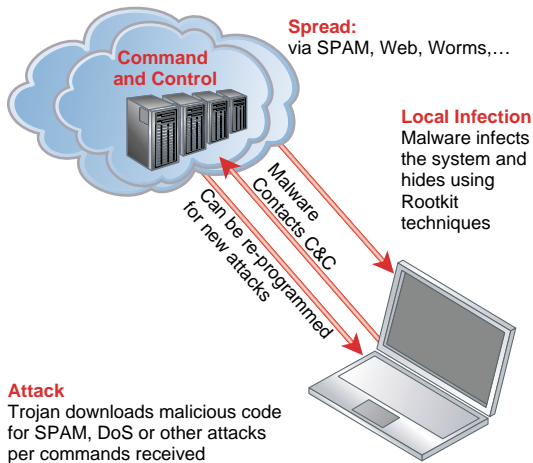 Spread:
via SPAM, Web, Worms,…
Command
and Control
Local Infection
Malware infects
the system and
hides using
Rootkit
techniques
Malware
Contacts C&C
Can be re-programmed
for new attacks
Attack
Trojan downloads malicious code
for SPAM, DoS or other attacks
per commands received